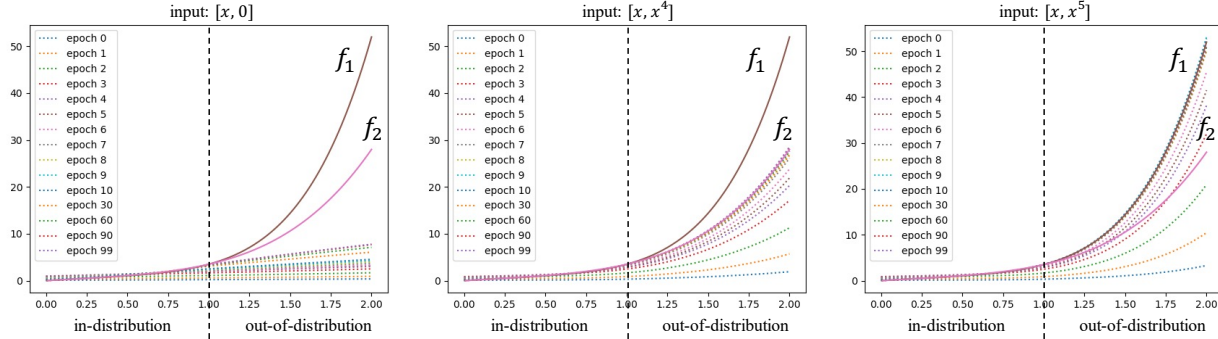 input: [x, 0]
50
40
30
20
10
0
epoch 0
epoch 1
epoch 2
epoch 3
epoch 4
epoch 5
epoch 6
epoch 7
epoch 8
epoch 9
epoch 10
epoch 30
epoch 60
epoch 90
epoch 99
f₁
f₂
0.00 0.25 0.50 0.75 1.00 1.25 1.50 1.75 2.00
in-distribution out-of-distribution
input: [x, x⁴]
50
40
30
20
10
0
epoch 0
epoch 1
epoch 2
epoch 3
epoch 4
epoch 5
epoch 6
epoch 7
epoch 8
epoch 9
epoch 10
epoch 30
epoch 60
epoch 90
epoch 99
f₁
f₂
0.00 0.25 0.50 0.75 1.00 1.25 1.50 1.75 2.00
in-distribution out-of-distribution
input: [x, x⁵]
50
40
30
20
10
0
epoch 0
epoch 1
epoch 2
epoch 3
epoch 4
epoch 5
epoch 6
epoch 7
epoch 8
epoch 9
epoch 10
epoch 30
epoch 60
epoch 90
epoch 99
f₁
f₂
0.00 0.25 0.50 0.75 1.00 1.25 1.50 1.75 2.00
in-distribution out-of-distribution